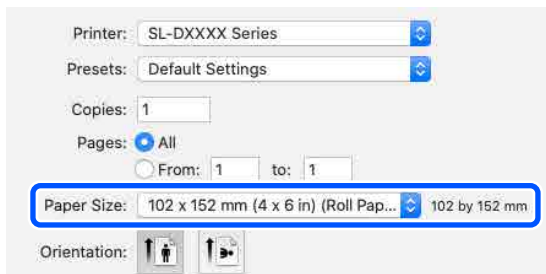 Printer: SL-DXXXX Series
Presets: Default Settings
Copies: 1
Pages: All
From: 1 to: 1
Paper Size: 102 x 152 mm (4 x 6 in) (Roll Pap... 102 by 152 mm
Orientation: